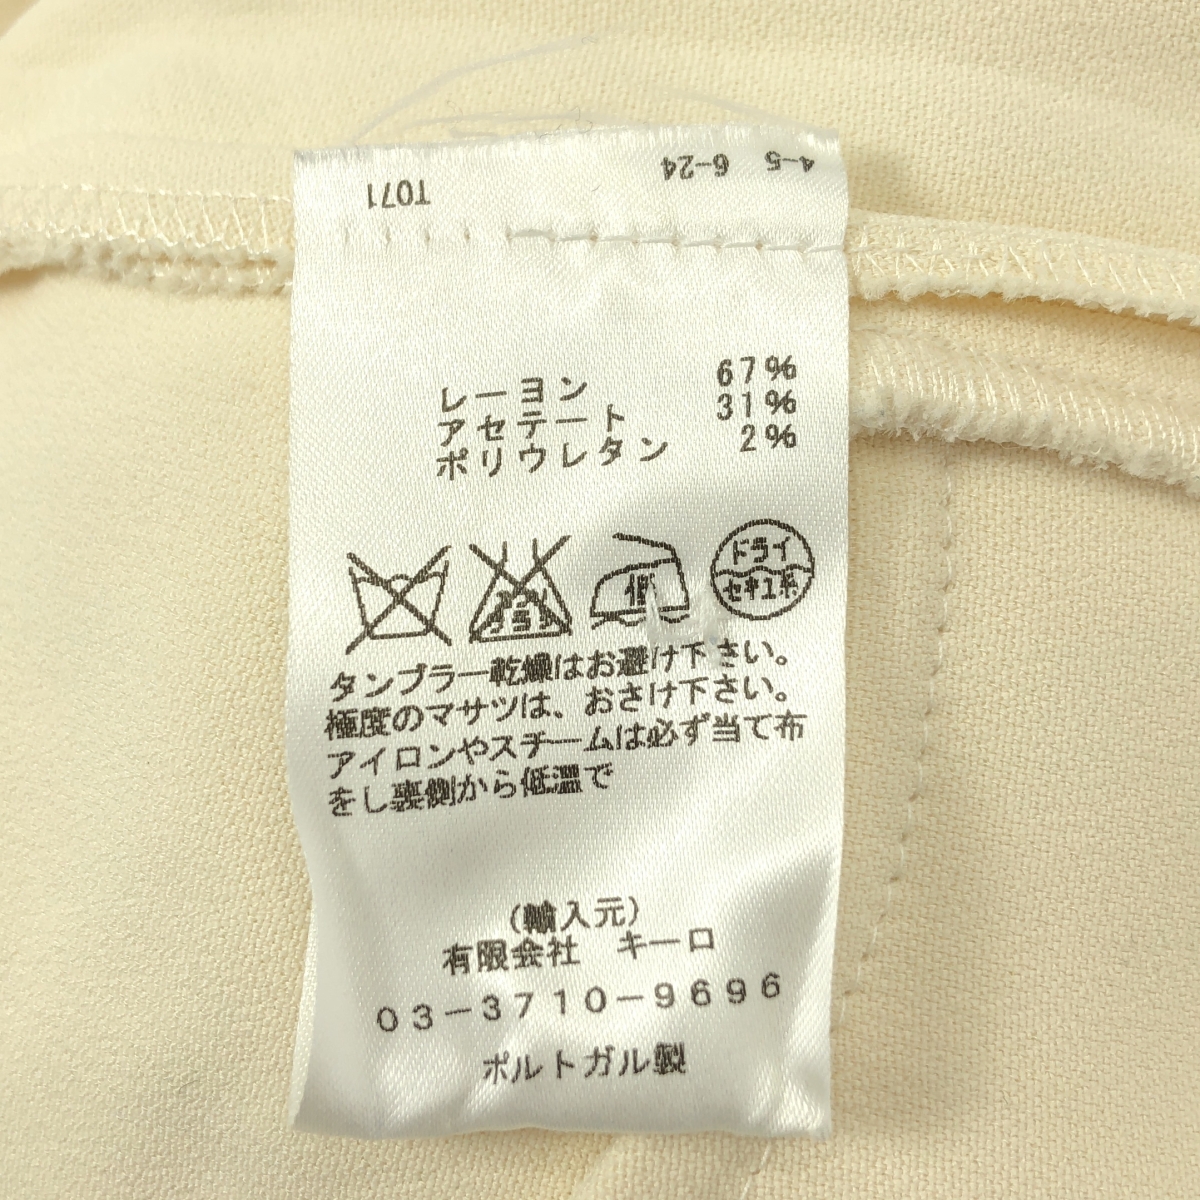 4-5 6-24
T071
レーヨン 67%
アセテート 31%
ポリウレタン 2%
低
ドライ
セキユ系
タンブラー乾燥はお避け下さい。
極度のマサツは、おさけ下さい。
アイロンやスチームは必ず当て布
をし裏側から低温で
(輸入元)
有限会社 キーロ
03-3710-9696
ポルトガル製